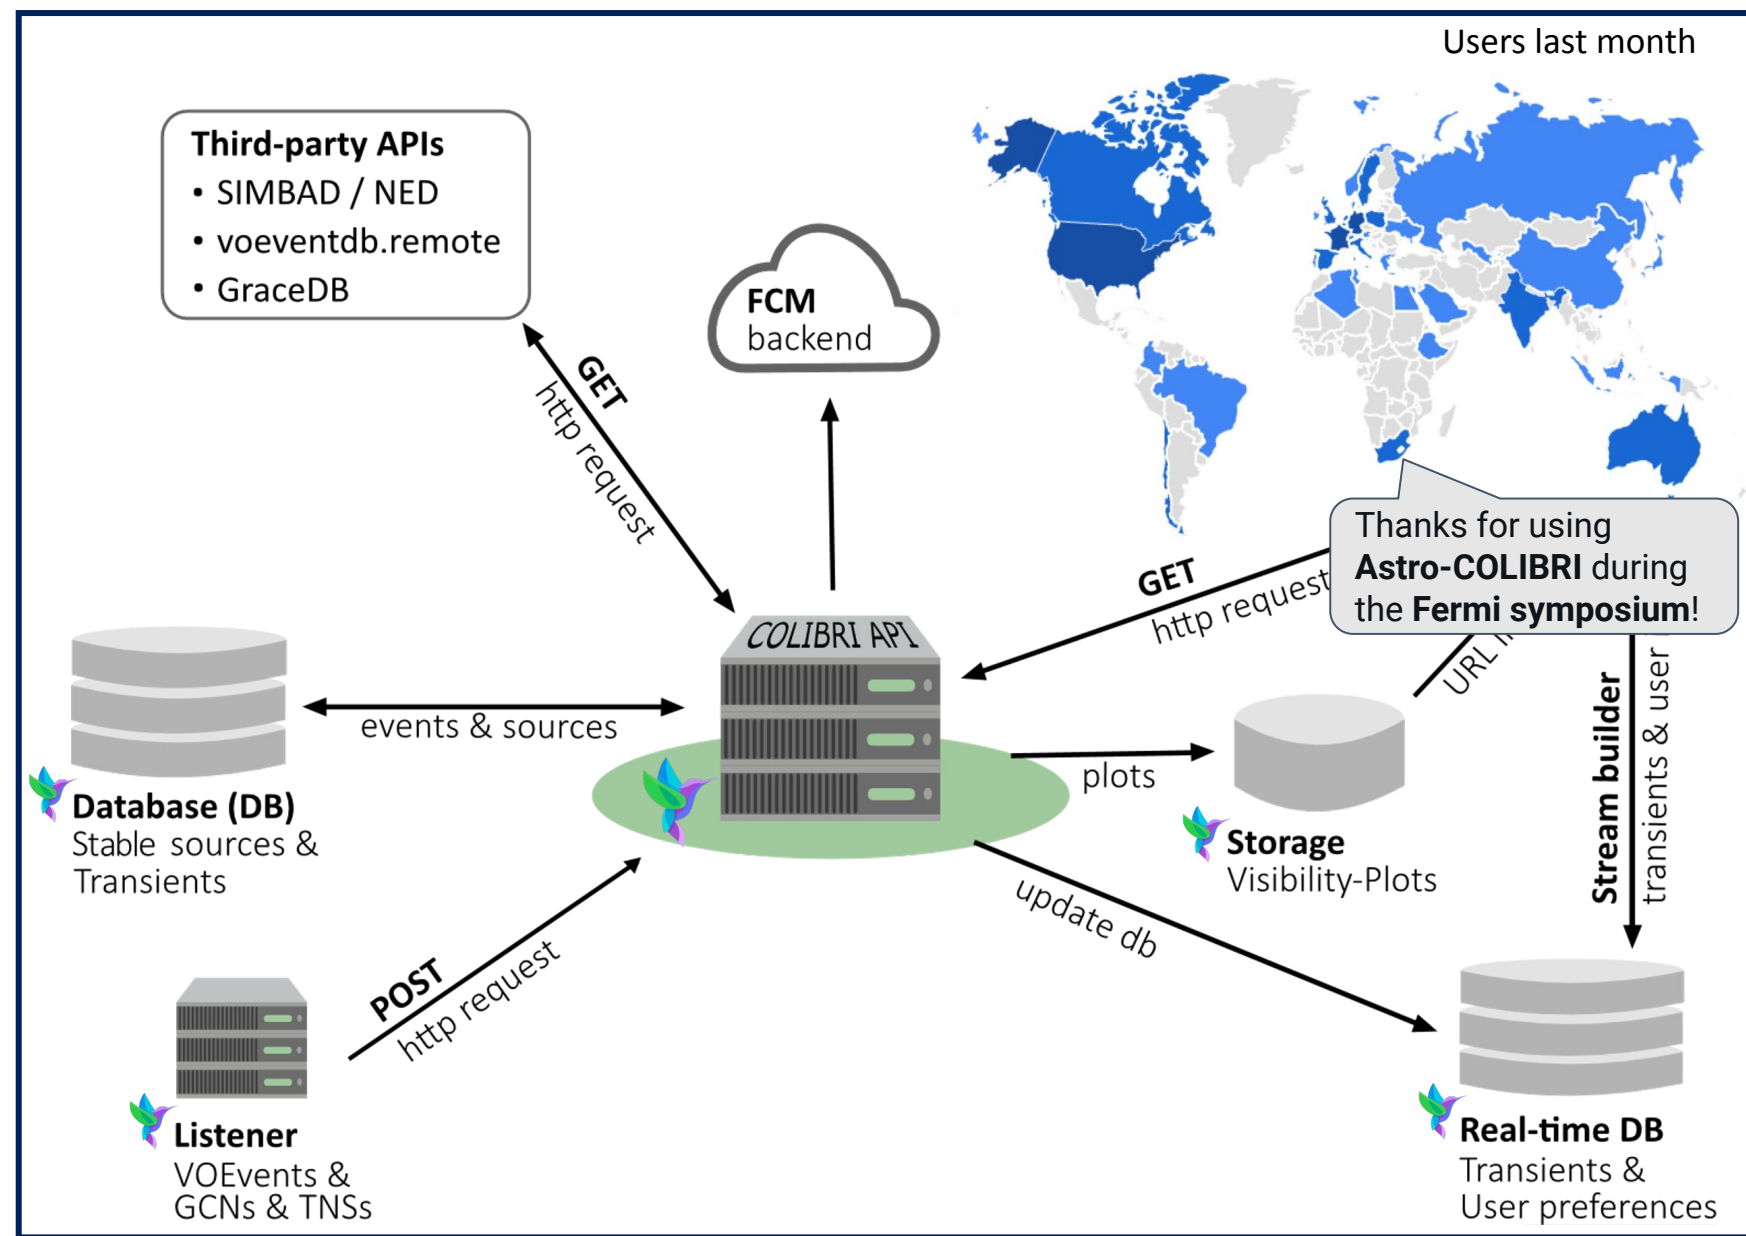 Users last month
Third-party APIs
• SIMBAD / NED
• voeventdb.remote
• GraceDB
FCM
backend
GET
http request
Thanks for using
Astro-COLIBRI during
the Fermi symposium!
GET
http request
COLIBRI API
URL
Stream builder
transients & user
events & sources
plots
Database (DB)
Stable sources &
Transients
Storage
Visibility-Plots
update db
POST
http request
Listener
VOEvents &
GCNs & TNSs
Real-time DB
Transients &
User preferences